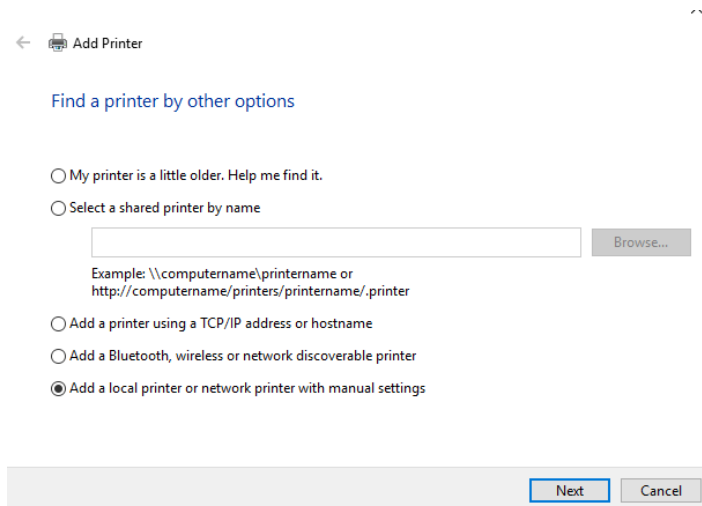 Add Printer
Find a printer by other options
My printer is a little older. Help me find it.
Select a shared printer by name
Browse...
Example: \\computername\printername or
http://computername/printers/printername/.printer
Add a printer using a TCP/IP address or hostname
Add a Bluetooth, wireless or network discoverable printer
Add a local printer or network printer with manual settings
Next Cancel